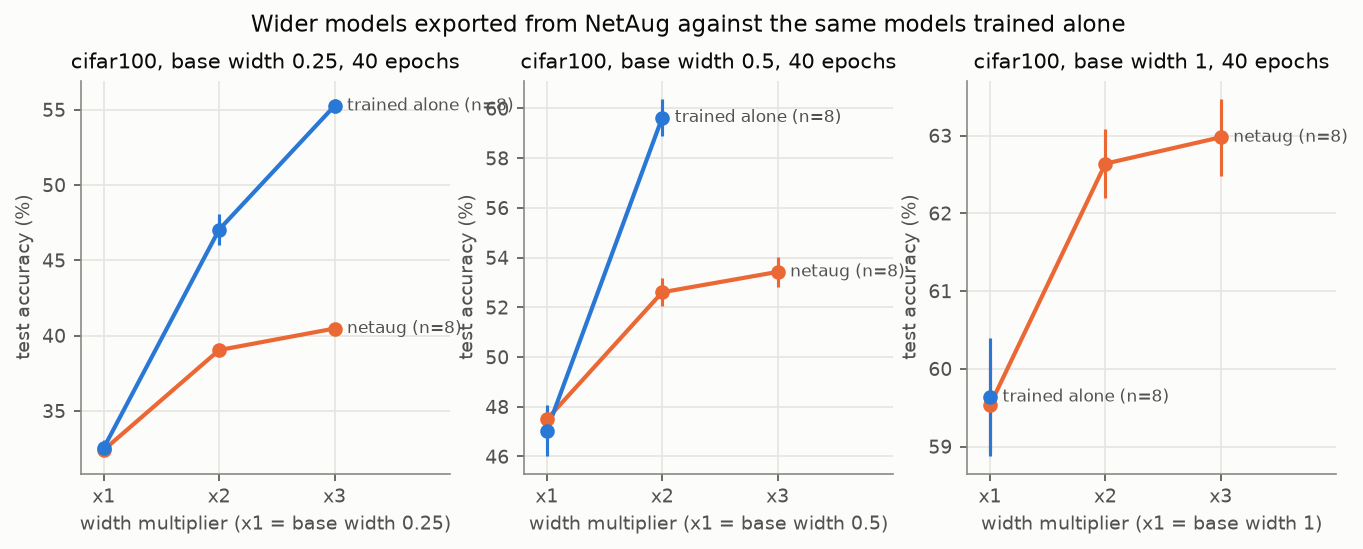 Wider models exported from NetAug against the same models trained alone
cifar100, base width 0.25, 40 epochs
test accuracy (%)
55
50
45
40
35
trained alone (n=8)
netaug (n=8)
x1
x2
x3
width multiplier (x1 = base width 0.25)
cifar100, base width 0.5, 40 epochs
test accuracy (%)
60
58
56
54
52
50
48
46
trained alone (n=8)
netaug (n=8)
x1
x2
x3
width multiplier (x1 = base width 0.5)
cifar100, base width 1, 40 epochs
test accuracy (%)
63
62
61
60
59
netaug (n=8)
trained alone (n=8)
x1
x2
x3
width multiplier (x1 = base width 1)